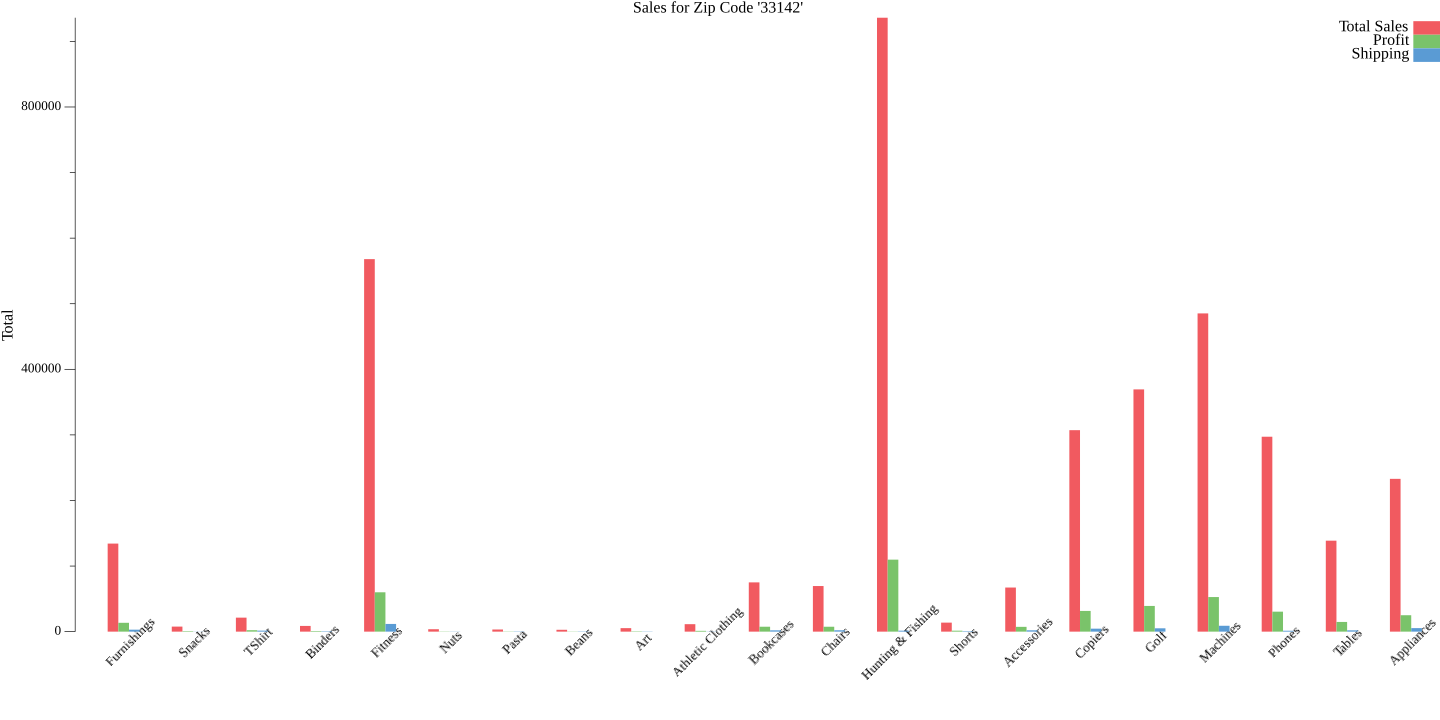 Sales for Zip Code '33142'
Total Sales
Profit
Shipping
800000
400000
0
Total
Furnishings
Snacks
TShirt
Binders
Fitness
Nuts
Pasta
Beans
Art
Athletic Clothing
Bookcases
Chairs
Hunting & Fishing
Shorts
Accessories
Copiers
Golf
Machines
Phones
Tables
Appliances